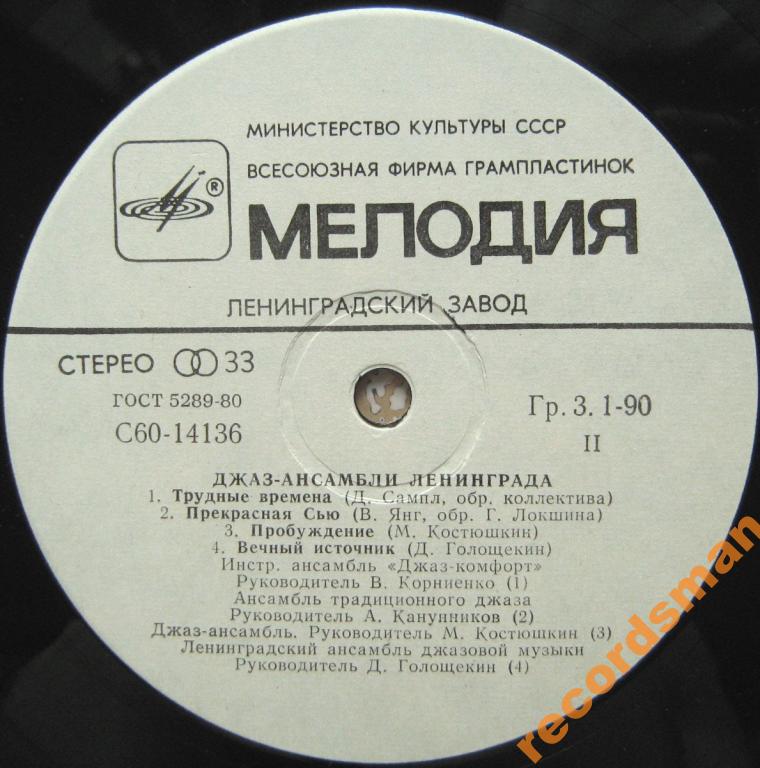 МИНИСТЕРСТВО КУЛЬТУРЫ СССР
ВСЕСОЮЗНАЯ ФИРМА ГРАМПЛАСТИНОК
®
МЕЛОДИЯ
ЛЕНИНГРАДСКИЙ ЗАВОД
СТЕРЕО 33
ГОСТ 5289-80
Гр. 3. 1-90
С60-14136
II
ДЖАЗ-АНСАМБЛИ ЛЕНИНГРАДА
1. Трудные времена (Д. Сампл, обр. коллектива)
2. Прекрасная Сью (В. Янг, обр. Г. Локшина)
3. Пробуждение (М. Костюшкин)
4. Вечный источник (Д. Голощекин)
Инстр. ансамбль «Джаз-комфорт»
Руководитель В. Корниенко (1)
Ансамбль традиционного джаза
Руководитель А. Канунников (2)
Джаз-ансамбль. Руководитель М. Костюшкин (3)
Ленинградский ансамбль джазовой музыки
Руководитель Д. Голощекин (4)
recordsman